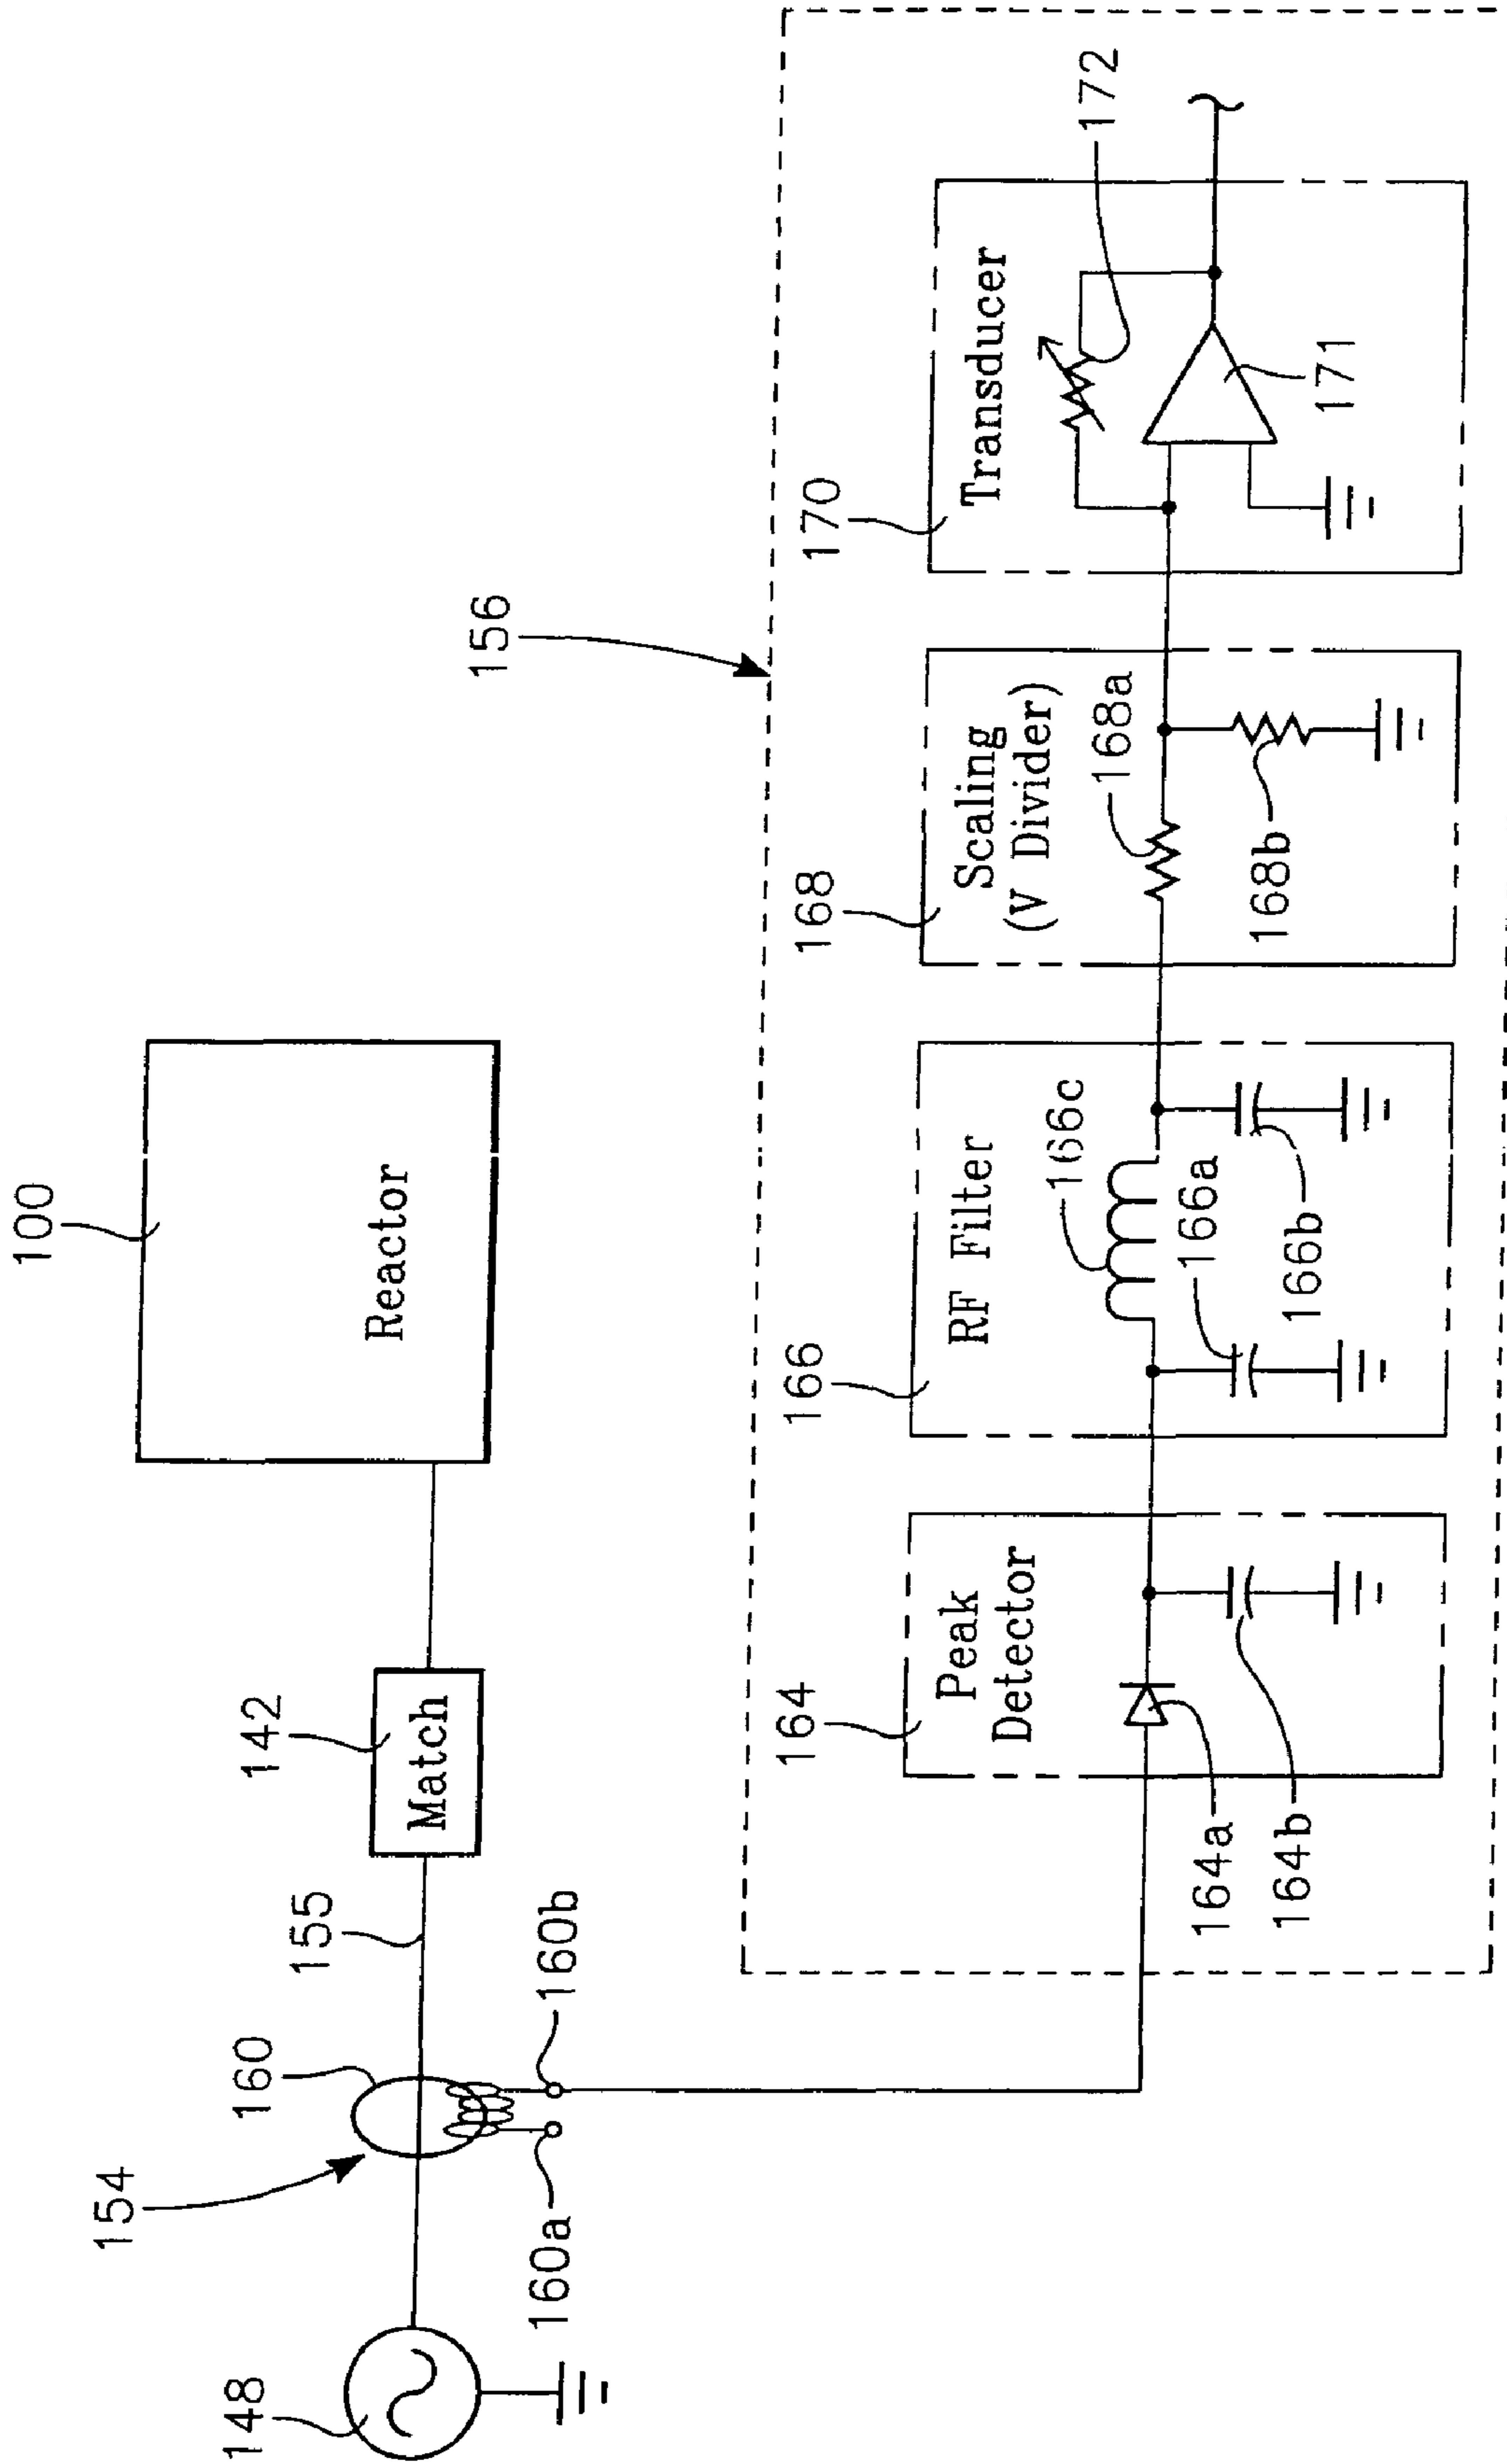 100
Reactor
142
Match
155
160
154
148
160a
160b
156
164
Peak
Detector
164a
164b
166
RF Filter
166c
166a
166b
168
Scaling
(V Divider)
168a
168b
170
Transducer
172
171